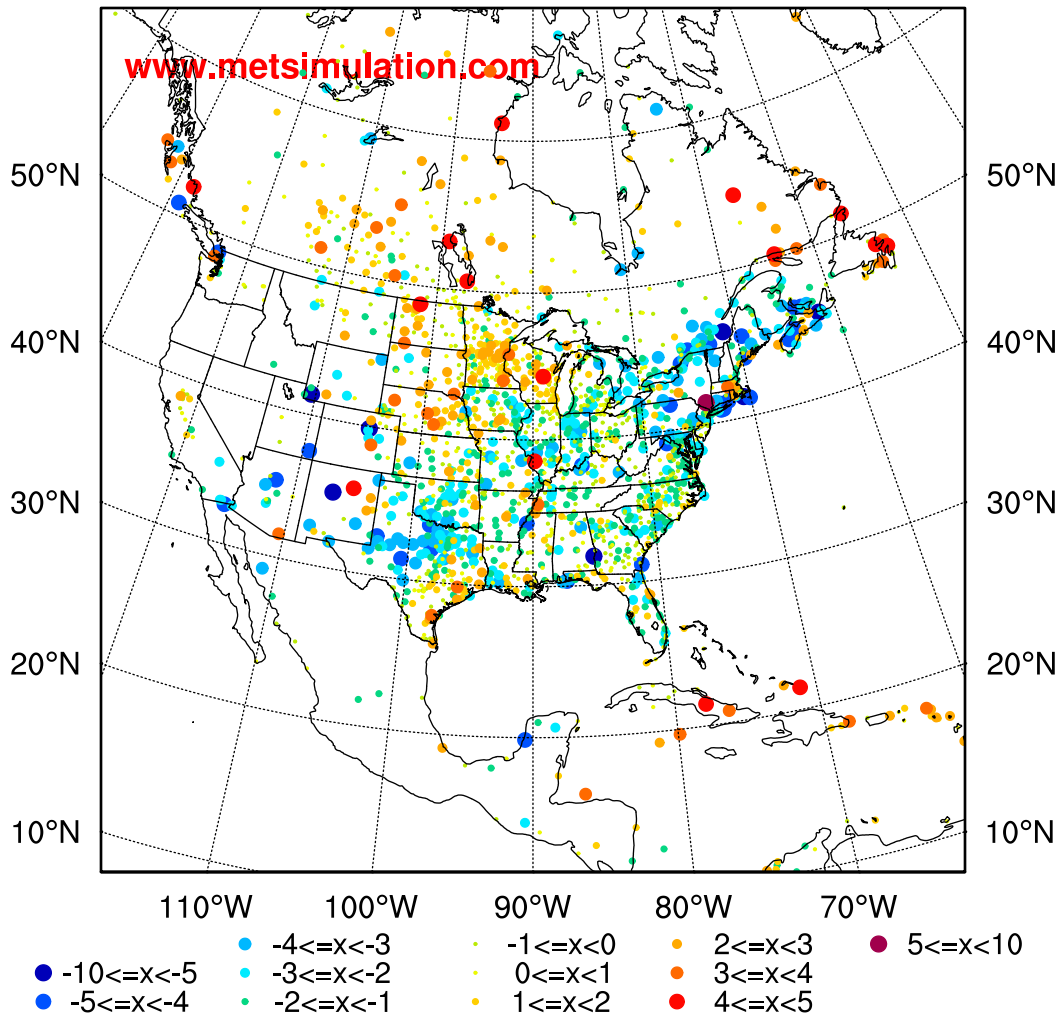 www.metsimulation.com
50°N 50°N
40°N 40°N
30°N 30°N
20°N 20°N
10°N 10°N
110°W 100°W 90°W 80°W 70°W
-4<=x<-3 -1<=x<0 2<=x<3 5<=x<10
-10<=x<-5 -3<=x<-2 0<=x<1 3<=x<4
-5<=x<-4 -2<=x<-1 1<=x<2 4<=x<5